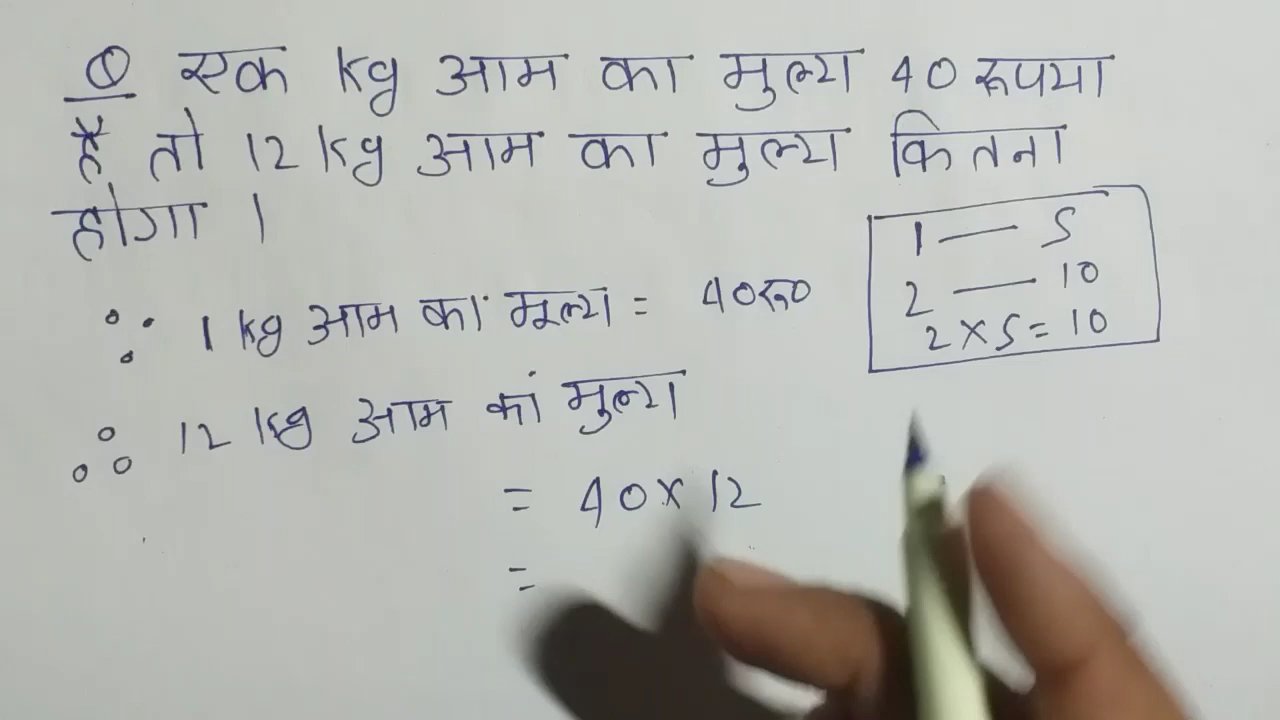 Q एक kg आम का मुल्य 40 रूपया
है तो 12 kg आम का मुल्य कितना
होगा ।
1 — 5
2 — 10
2 × 5 = 10
∵ 1 kg आम का मूल्य = 40रू०
∴ 12 kg आम का मुल्य
= 40 × 12
=